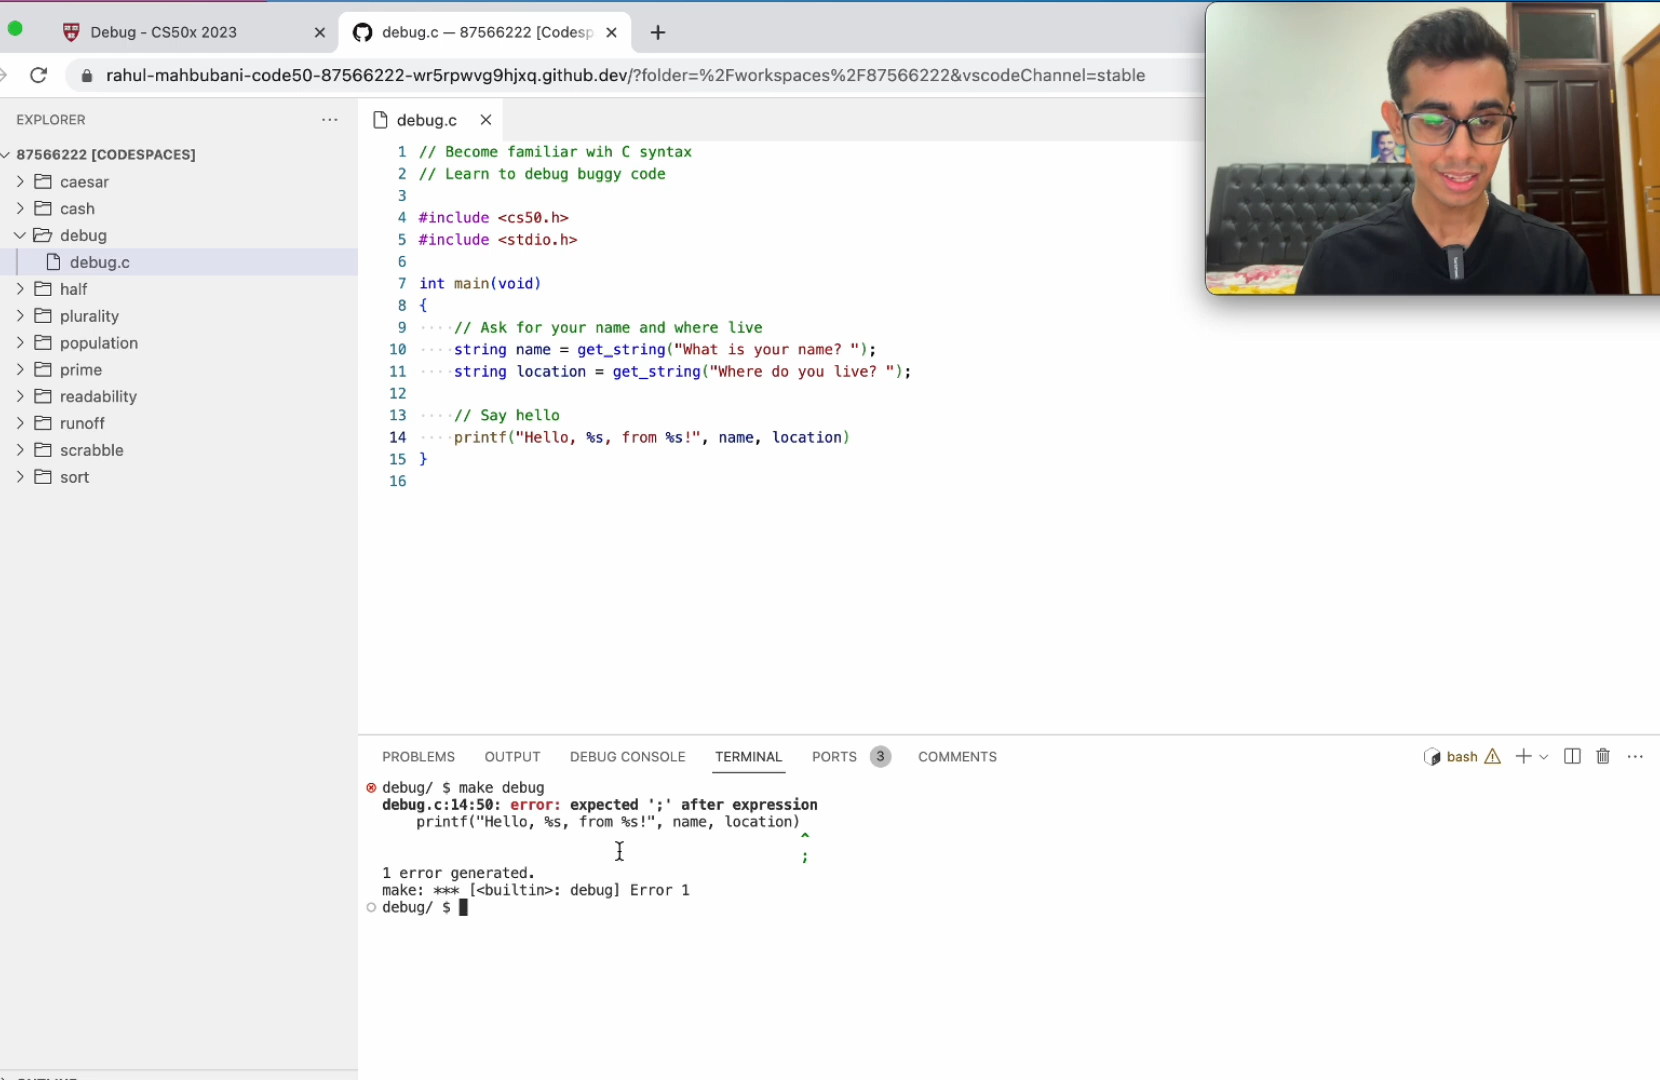 Debug - CS50x 2023
debug.c — 87566222 [Codesp
rahul-mahbubani-code50-87566222-wr5rpwvg9hjxq.github.dev/?folder=%2Fworkspaces%2F87566222&vscodeChannel=stable
EXPLORER
87566222 [CODESPACES]
caesar
cash
debug
debug.c
half
plurality
population
prime
readability
runoff
scrabble
sort
debug.c
1 // Become familiar wih C syntax
2 // Learn to debug buggy code
3
4 #include <cs50.h>
5 #include <stdio.h>
6
7 int main(void)
8 {
9 ····// Ask for your name and where live
10 ····string name = get_string("What is your name? ");
11 ····string location = get_string("Where do you live? ");
12
13 ····// Say hello
14 ····printf("Hello, %s, from %s!", name, location)
15 }
16
PROBLEMS OUTPUT DEBUG CONSOLE TERMINAL PORTS 3 COMMENTS
bash
debug/ $ make debug
debug.c:14:50: error: expected ';' after expression
printf("Hello, %s, from %s!", name, location)
^
;
1 error generated.
make: *** [<builtin>: debug] Error 1
debug/ $